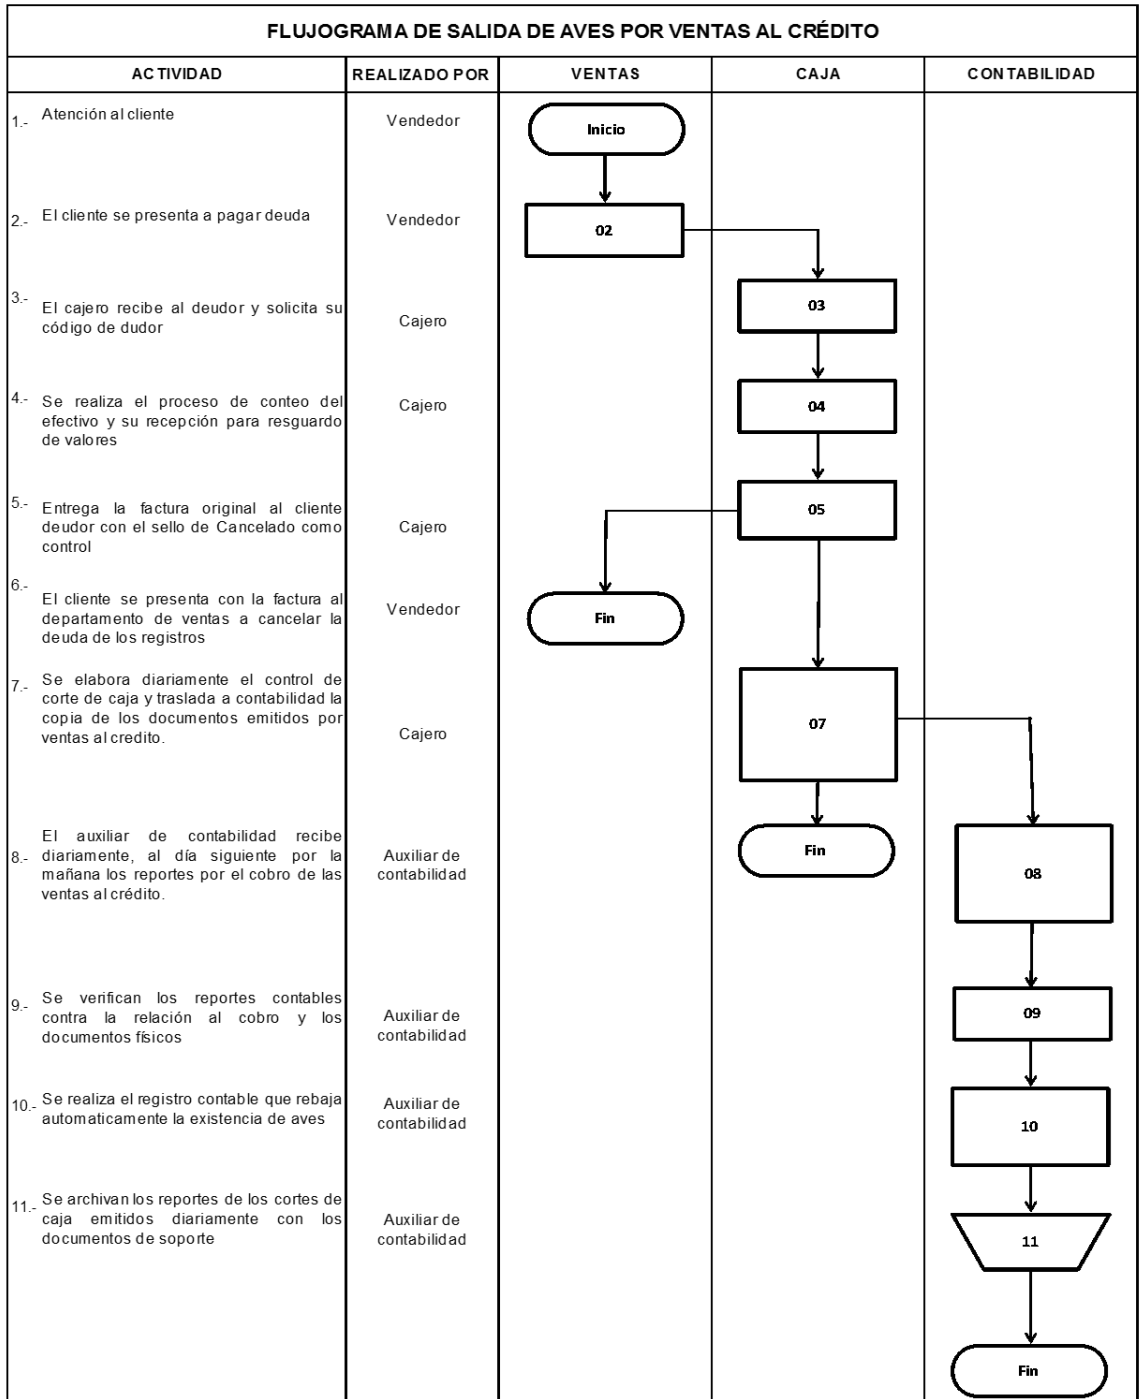 FLUJOGRAMA DE SALIDA DE AVES POR VENTAS AL CRÉDITO
ACTIVIDAD REALIZADO POR VENTAS CAJA CONTABILIDAD
1.- Atención al cliente
Vendedor
Inicio
2.- El cliente se presenta a pagar deuda
Vendedor
02
3.- El cajero recibe al deudor y solicita su
código de dudor
Cajero
03
4.- Se realiza el proceso de conteo del
efectivo y su recepción para resguardo
de valores
Cajero
04
5.- Entrega la factura original al cliente
deudor con el sello de Cancelado como
control
Cajero
05
6.- El cliente se presenta con la factura al
departamento de ventas a cancelar la
deuda de los registros
Vendedor
Fin
7.- Se elabora diariamente el control de
corte de caja y traslada a contabilidad la
copia de los documentos emitidos por
ventas al credito.
Cajero
07
Fin
8.- El auxiliar de contabilidad recibe
diariamente, al día siguiente por la
mañana los reportes por el cobro de las
ventas al crédito.
Auxiliar de
contabilidad
08
9.- Se verifican los reportes contables
contra la relación al cobro y los
documentos físicos
Auxiliar de
contabilidad
09
10.- Se realiza el registro contable que rebaja
automaticamente la existencia de aves
Auxiliar de
contabilidad
10
11.- Se archivan los reportes de los cortes de
caja emitidos diariamente con los
documentos de soporte
Auxiliar de
contabilidad
11
Fin